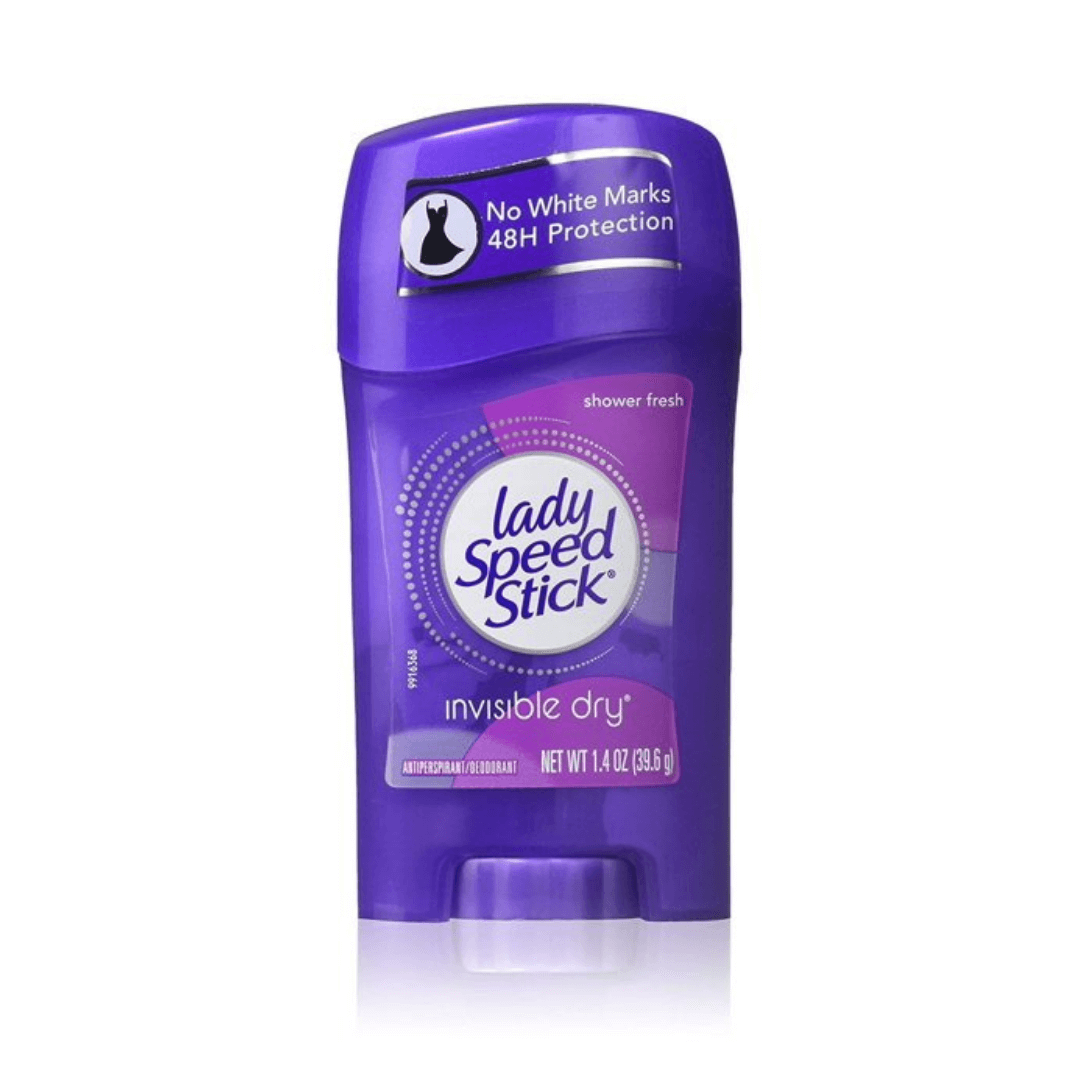 No White Marks
48H Protection
shower fresh
lady
Speed
Stick®
9916368
invisible dry®
ANTIPERSPIRANT/DEODORANT
NET WT 1.4 OZ (39.6 g)